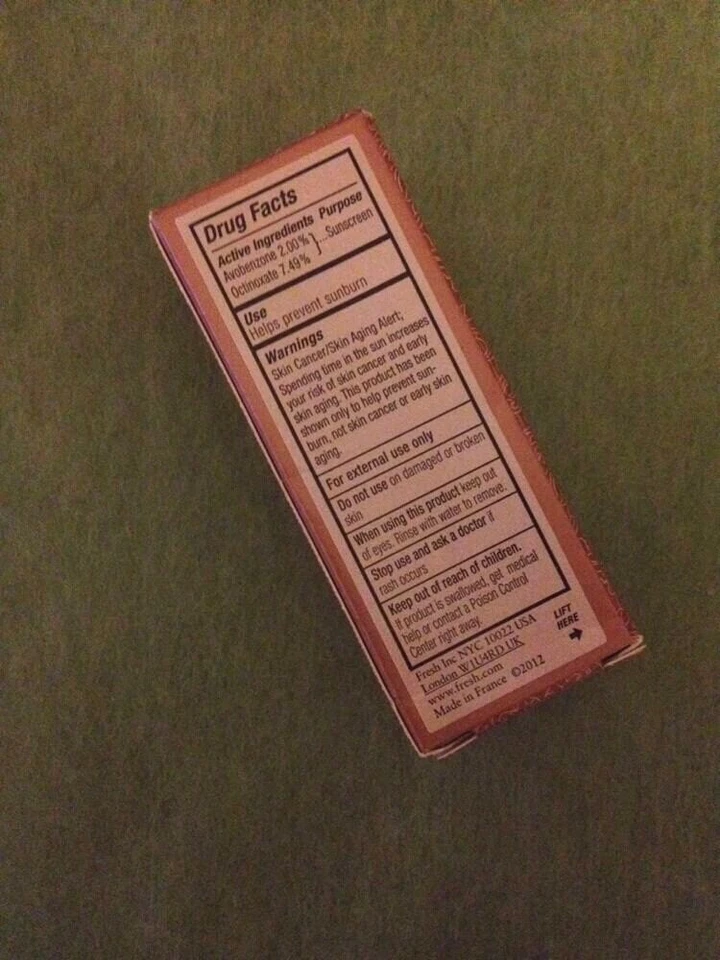 Drug Facts
Active Ingredients Purpose
Avobenzone 2.00% }...Sunscreen
Octinoxate 7.49%
Use
Helps prevent sunburn
Warnings
Skin Cancer/Skin Aging Alert;
Spending time in the sun increases
your risk of skin cancer and early
skin aging. This product has been
shown only to help prevent sun-
burn, not skin cancer or early skin
aging.
For external use only
Do not use on damaged or broken
skin
When using this product keep out
of eyes. Rinse with water to remove.
Stop use and ask a doctor if
rash occurs
Keep out of reach of children.
If product is swallowed, get medical
help or contact a Poison Control
Center right away.
Fresh Inc NYC 10022 USA
London W1U4RD UK
www.fresh.com
Made in France ©2012
LIFT
HERE